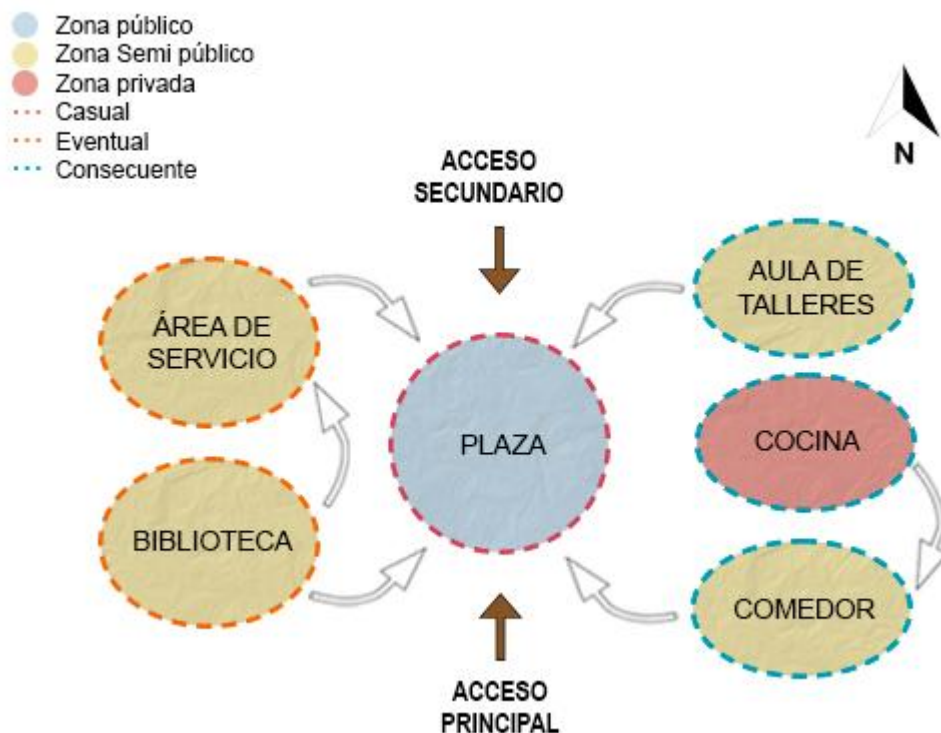 Zona público
Zona Semi público
Zona privada
Casual
Eventual
Consecuente
N
ACCESO
SECUNDARIO
ÁREA DE
SERVICIO
AULA DE
TALLERES
PLAZA
COCINA
BIBLIOTECA
COMEDOR
ACCESO
PRINCIPAL